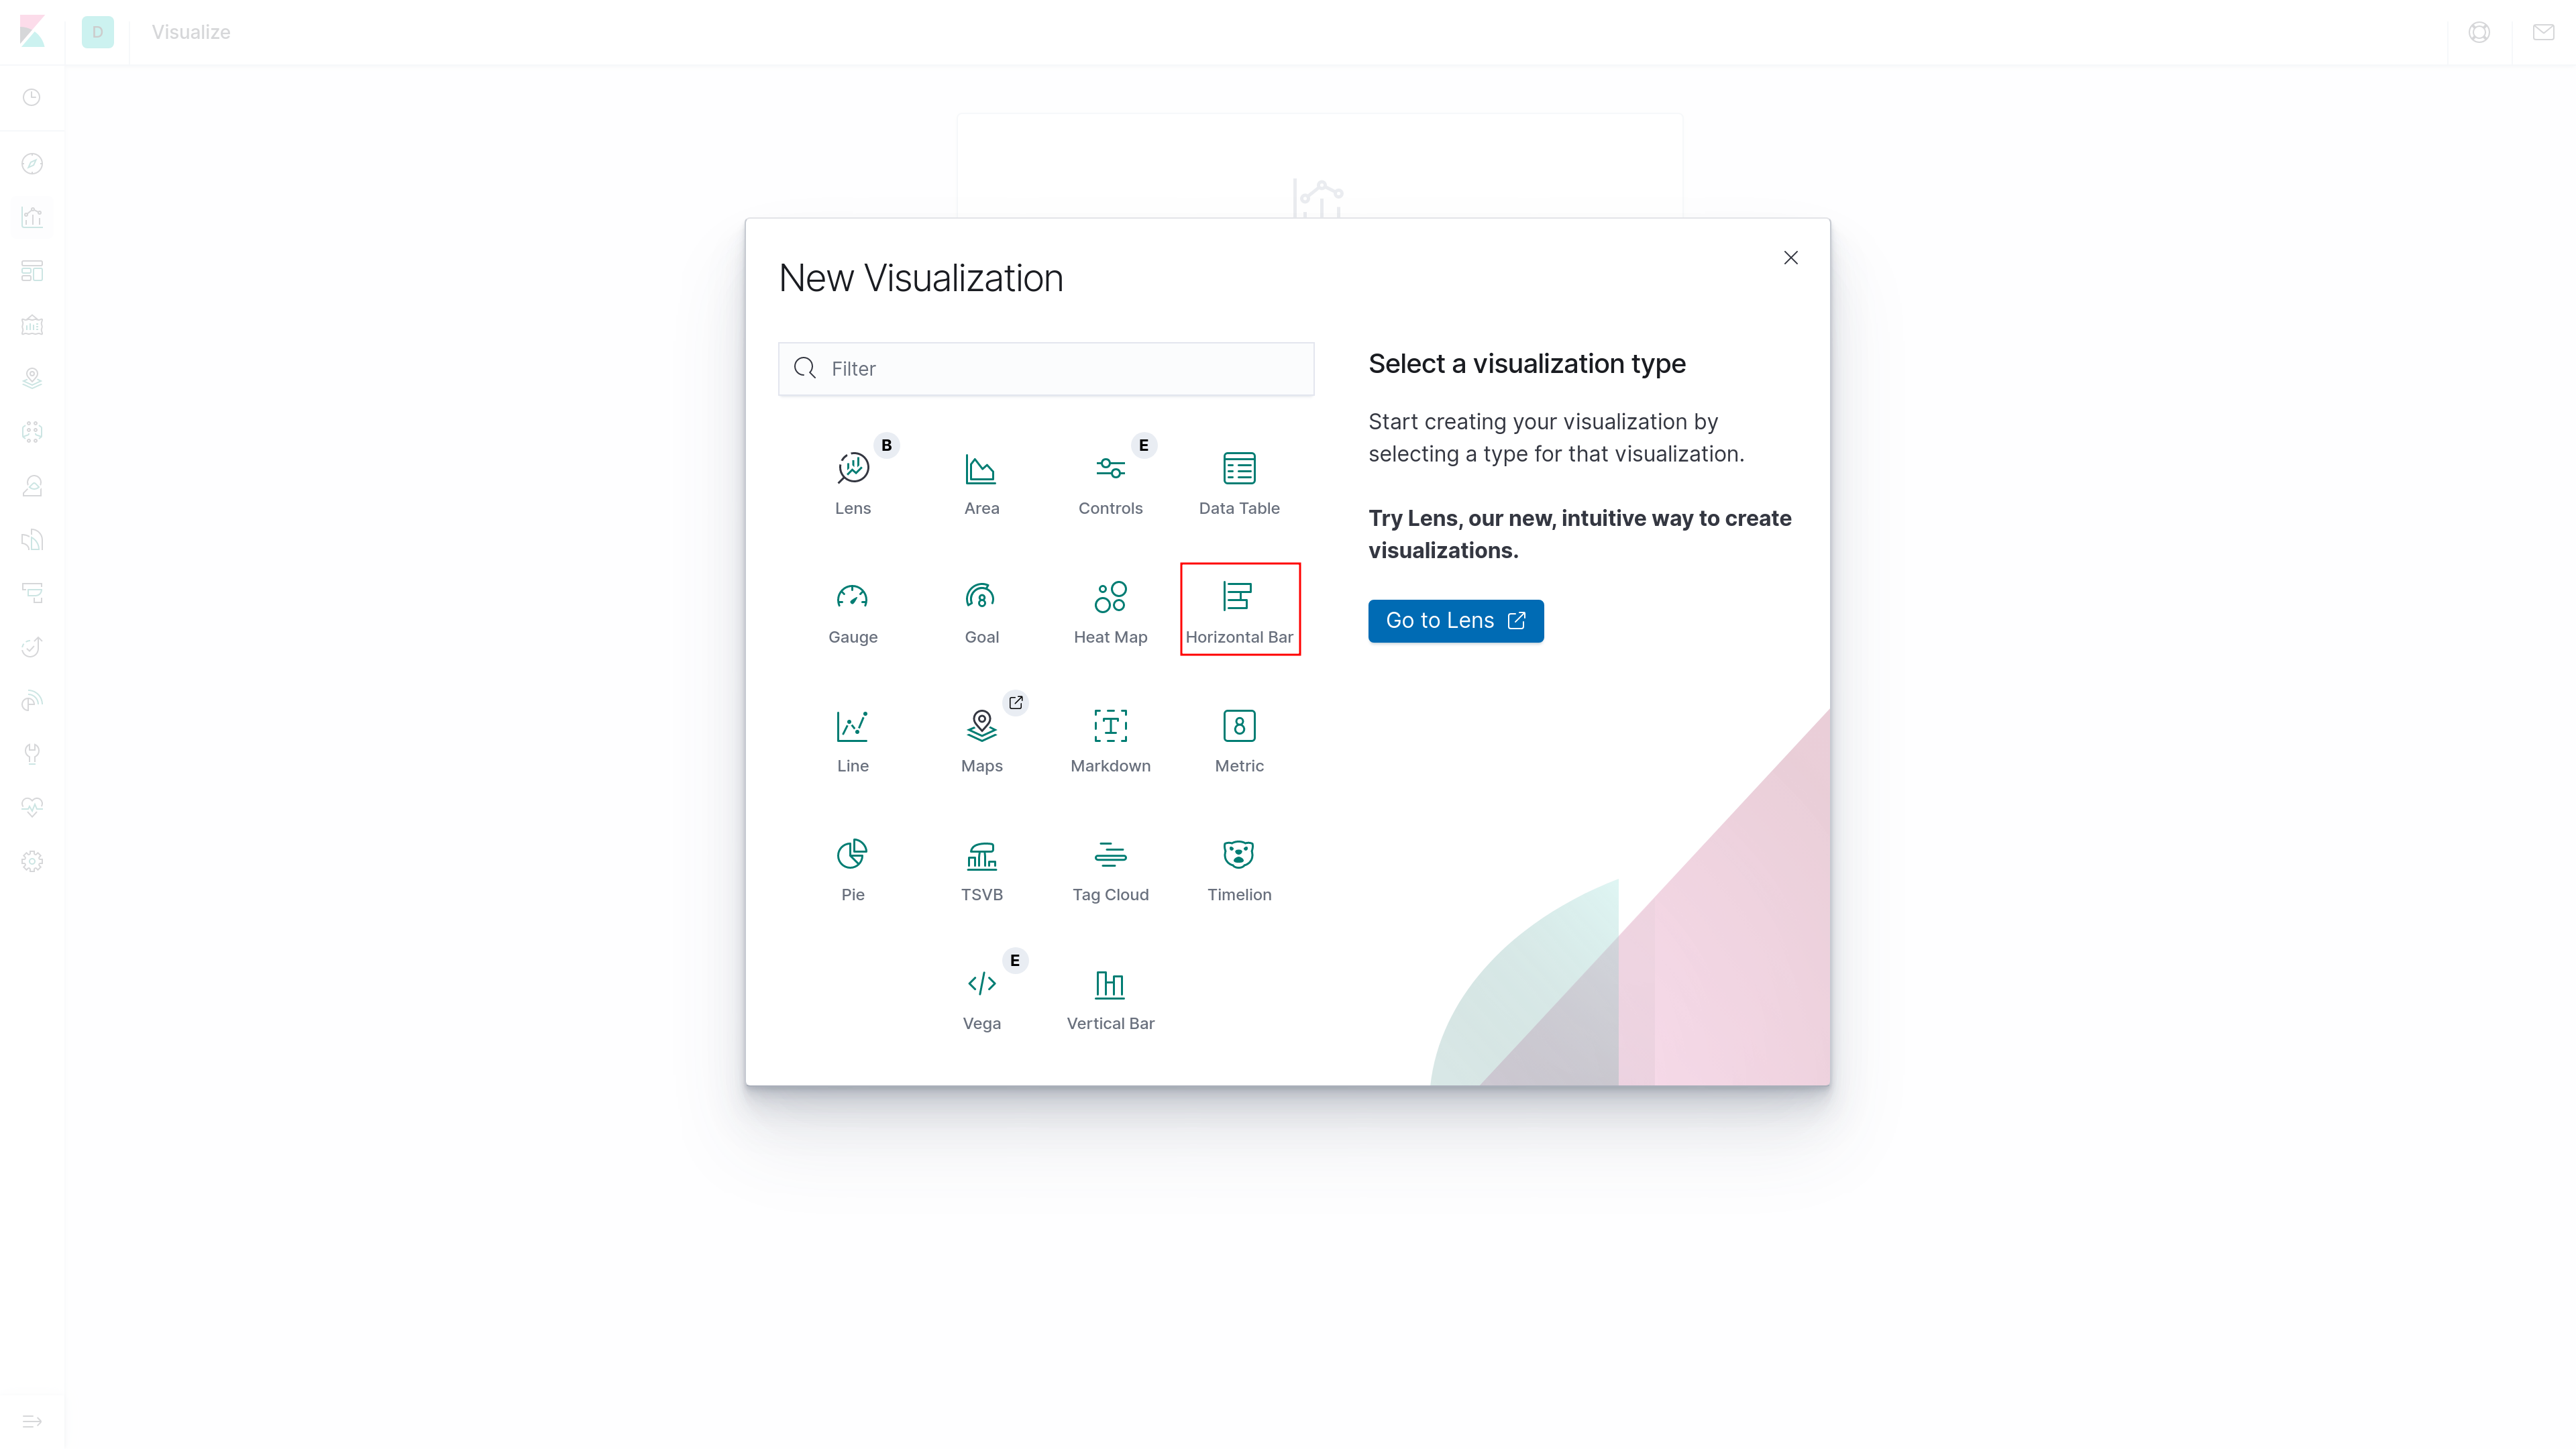 D Visualize
New Visualization
Filter
B E
Lens Area Controls Data Table
8
Gauge Goal Heat Map Horizontal Bar
T 8
Line Maps Markdown Metric
Pie TSVB Tag Cloud Timelion
E
Vega Vertical Bar
Select a visualization type
Start creating your visualization by
selecting a type for that visualization.
Try Lens, our new, intuitive way to create
visualizations.
Go to Lens